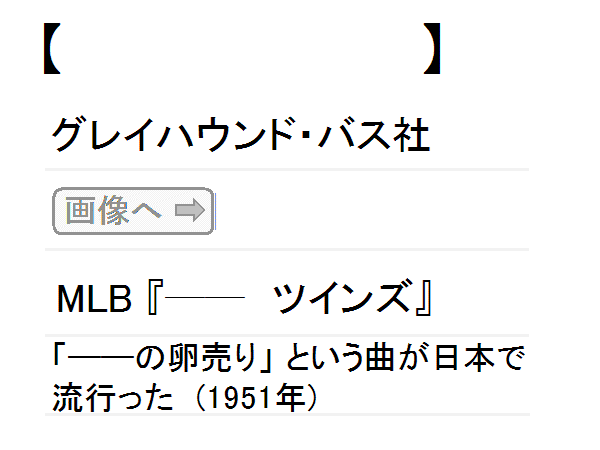 【　　　　　　　　】
グレイハウンド・バス社
画像へ ⇨
MLB『――　ツインズ』
「――の卵売り」という曲が日本で
流行った（1951年）